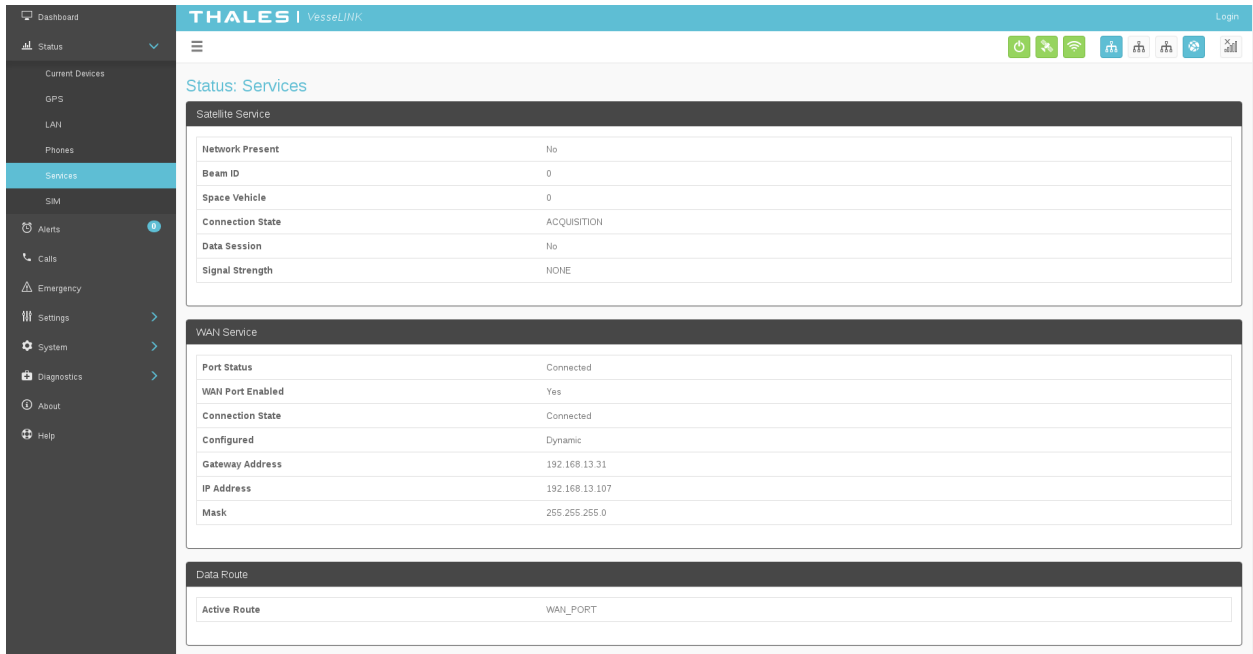 Dashboard
THALES | VesseLINK
Login
Status
Current Devices
GPS
LAN
Phones
Services
SIM
Alerts 0
Calls
Emergency
Settings
System
Diagnostics
About
Help
Status: Services
Satellite Service
Network Present No
Beam ID 0
Space Vehicle 0
Connection State ACQUISITION
Data Session No
Signal Strength NONE
WAN Service
Port Status Connected
WAN Port Enabled Yes
Connection State Connected
Configured Dynamic
Gateway Address 192.168.13.31
IP Address 192.168.13.107
Mask 255.255.255.0
Data Route
Active Route WAN_PORT